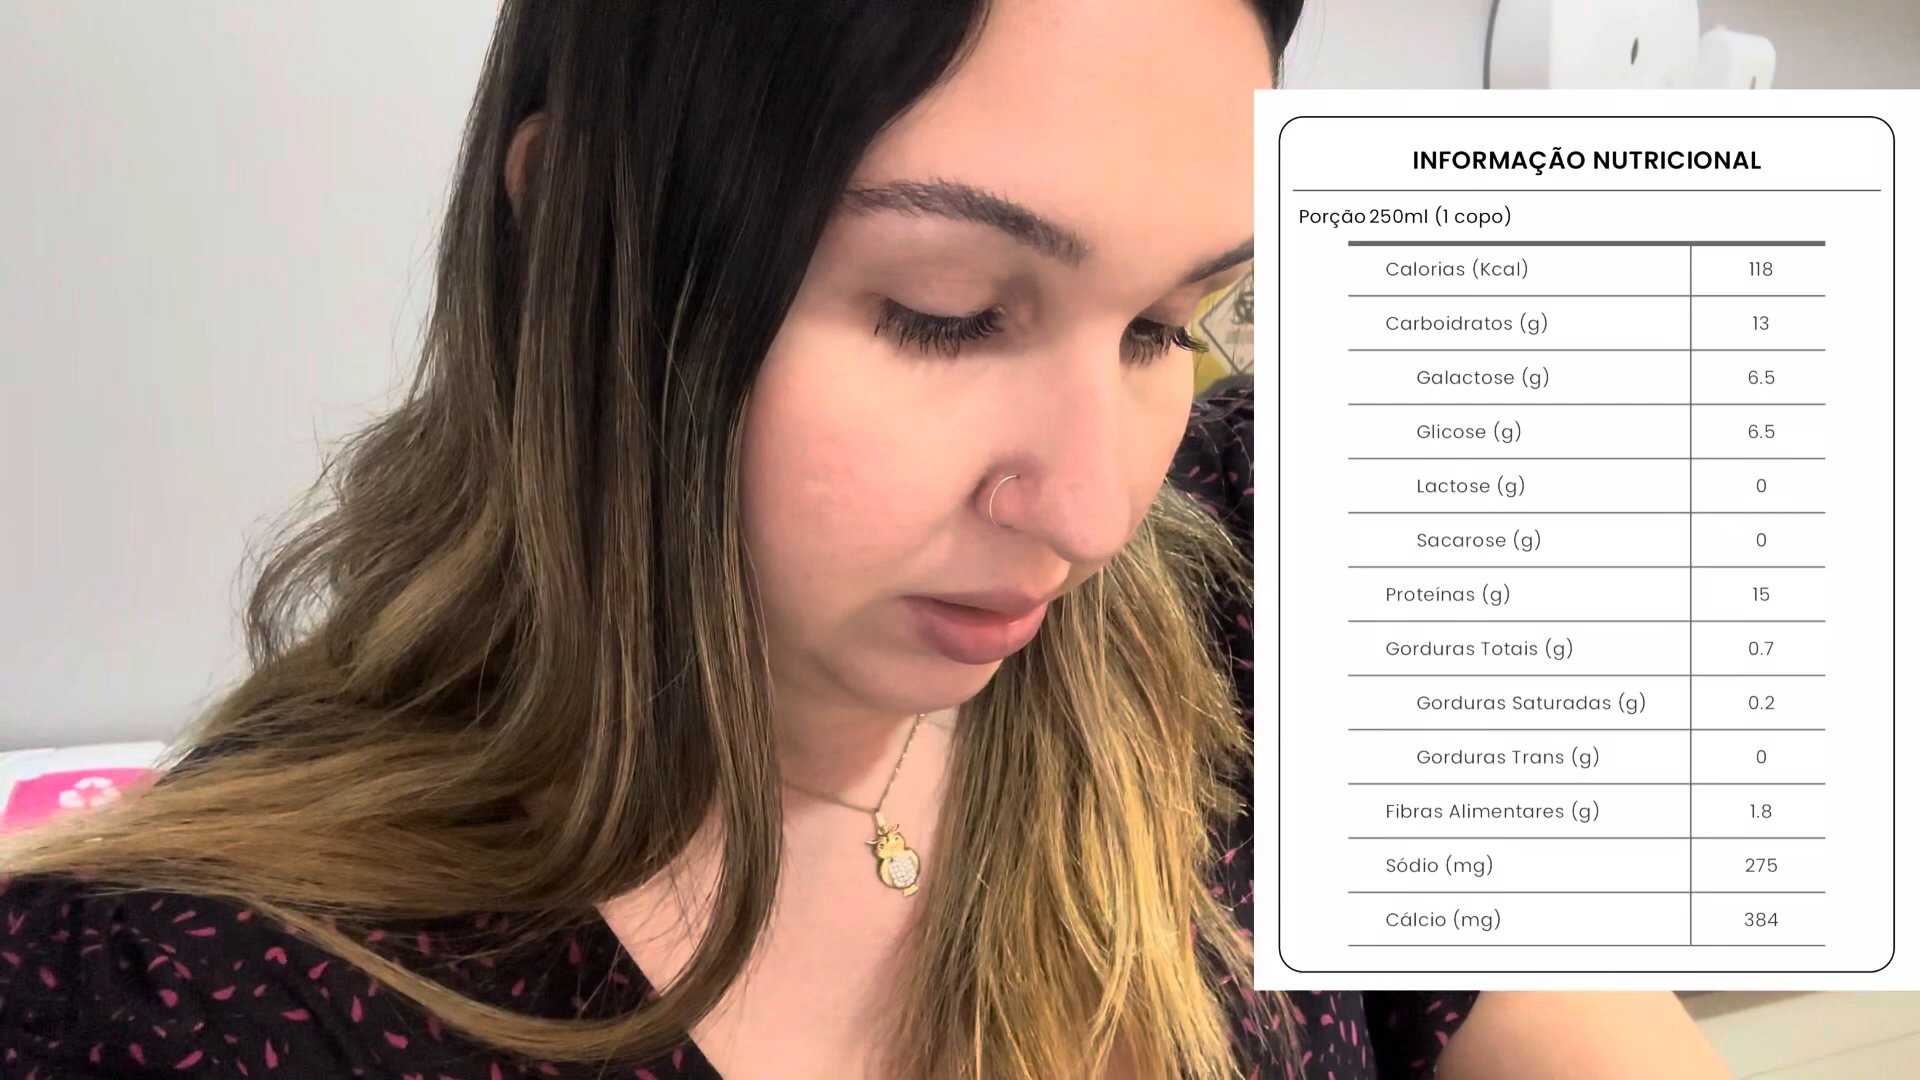 INFORMAÇÃO NUTRICIONAL
Porção 250ml (1 copo)
Calorias (Kcal) 118
Carboidratos (g) 13
Galactose (g) 6.5
Glicose (g) 6.5
Lactose (g) 0
Sacarose (g) 0
Proteínas (g) 15
Gorduras Totais (g) 0.7
Gorduras Saturadas (g) 0.2
Gorduras Trans (g) 0
Fibras Alimentares (g) 1.8
Sódio (mg) 275
Cálcio (mg) 384